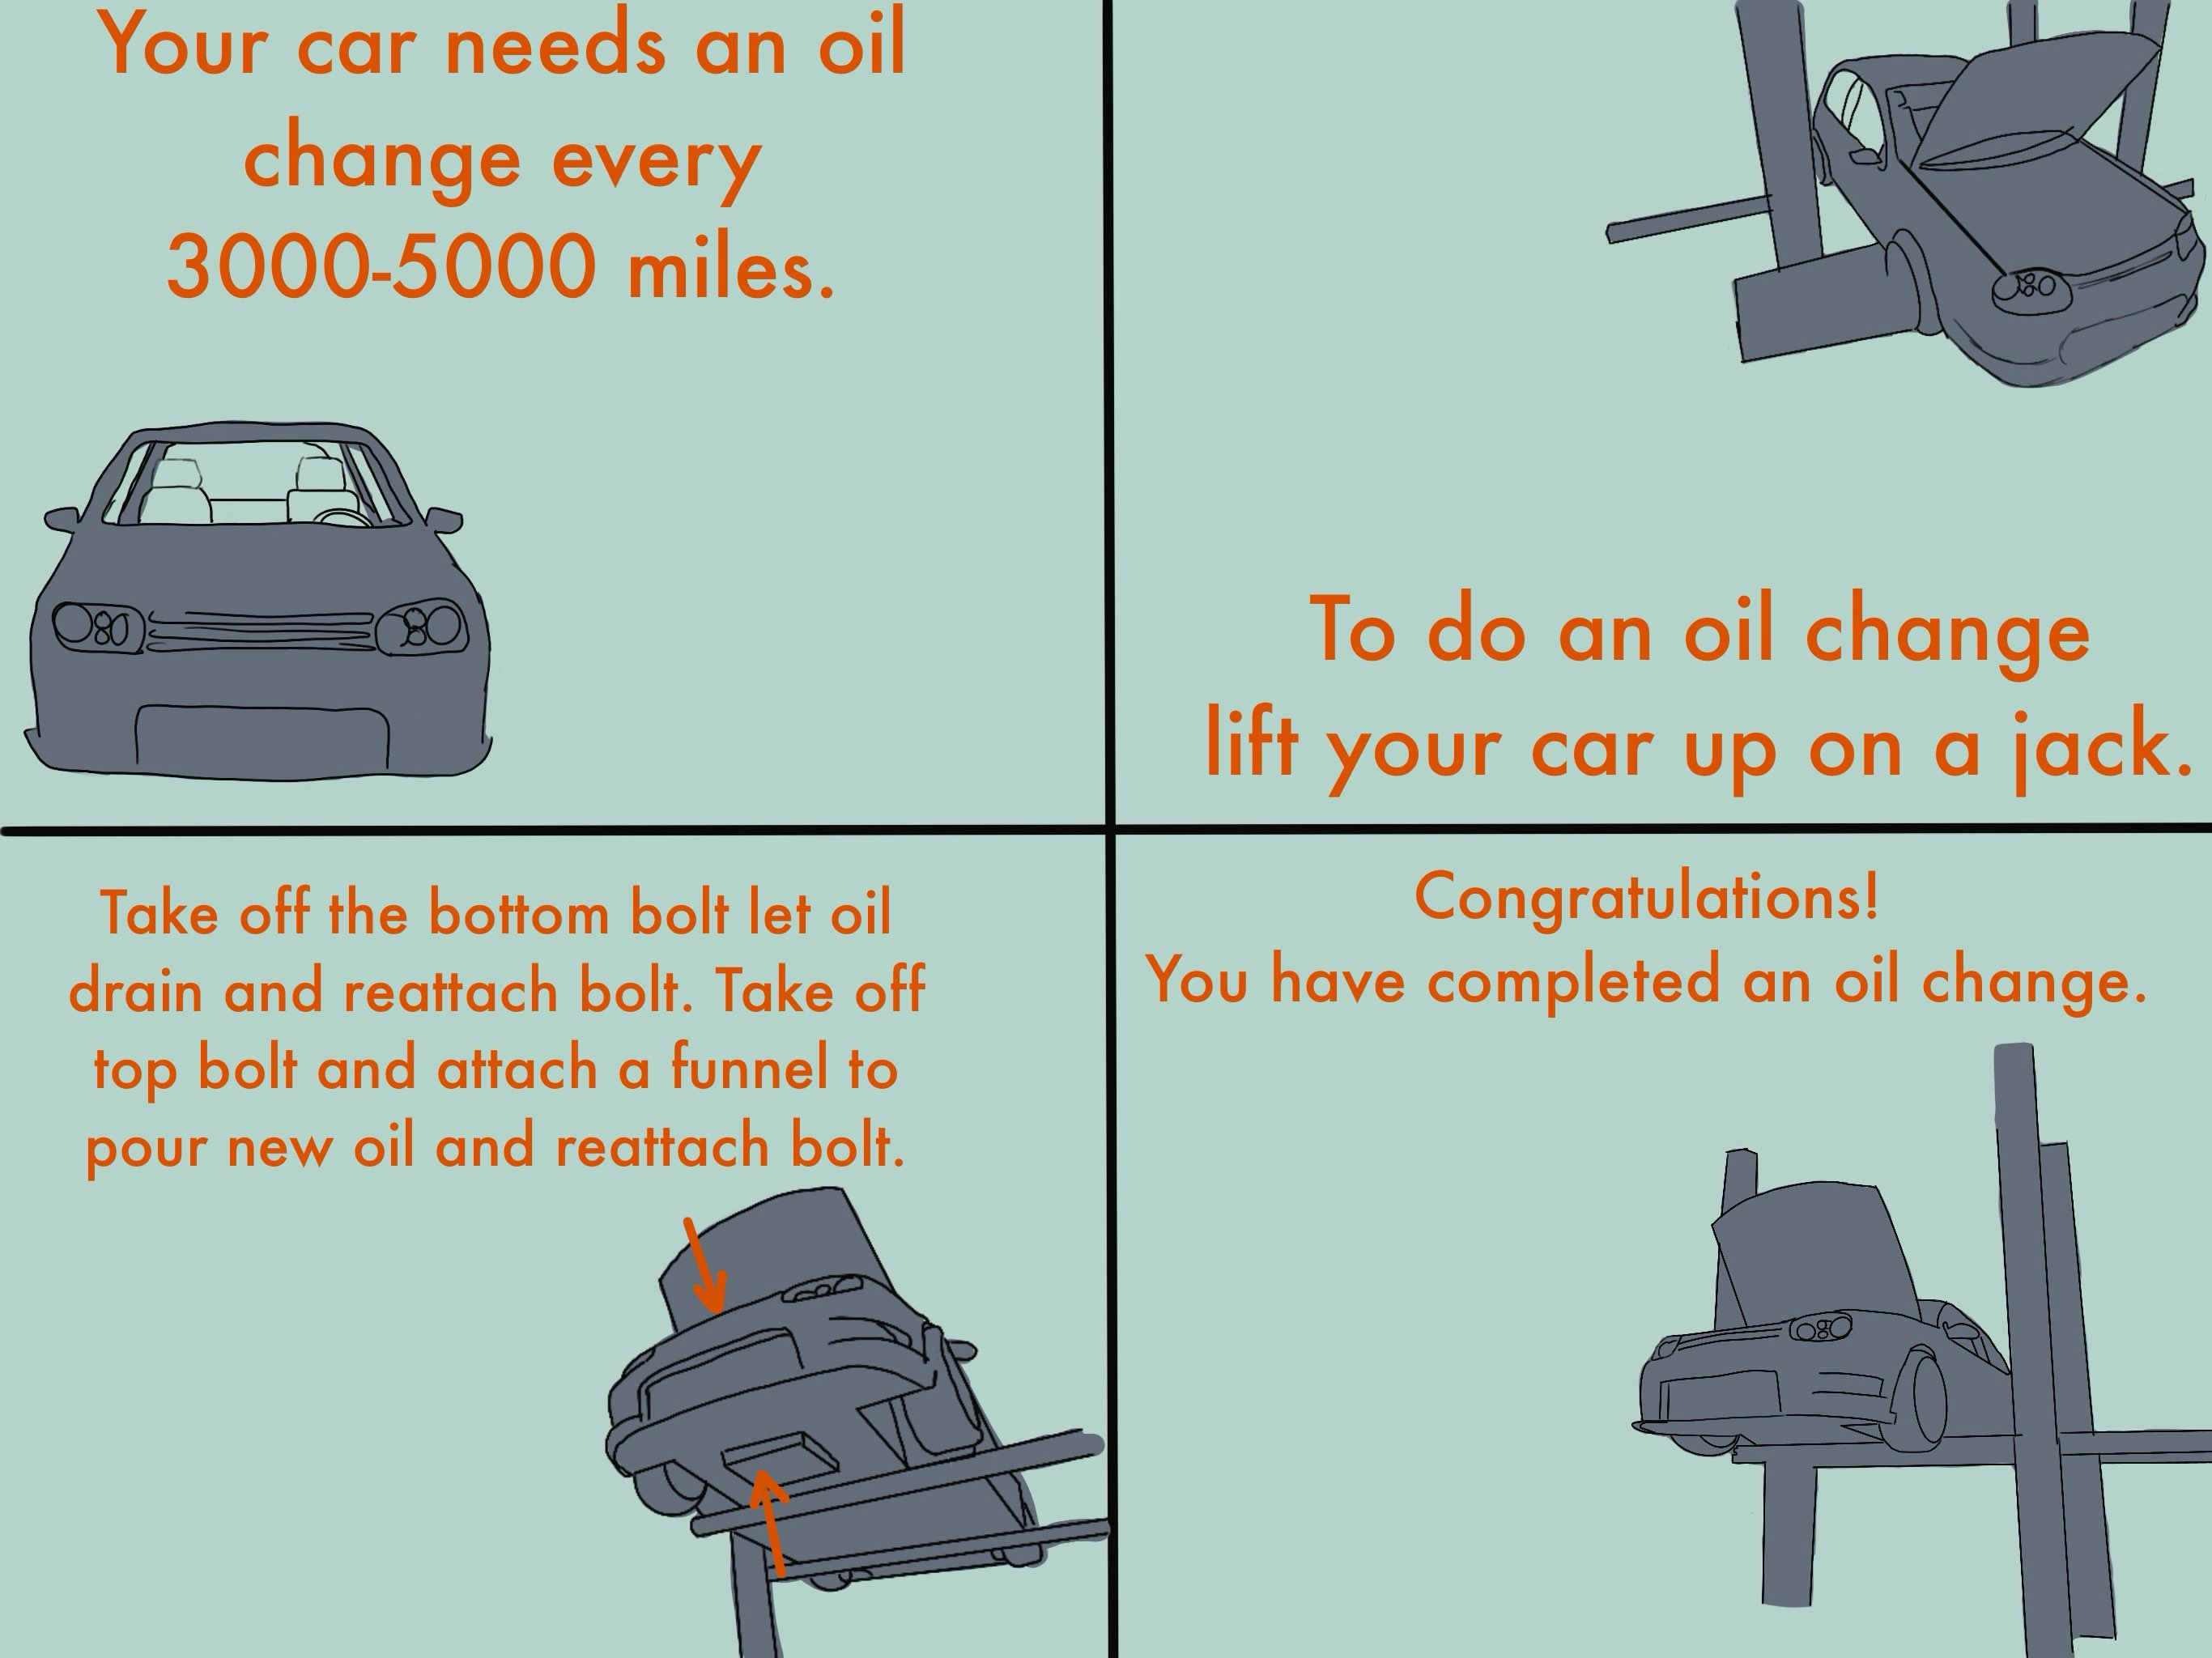 Your car needs an oil
change every
3000-5000 miles.
To do an oil change
lift your car up on a jack.
Take off the bottom bolt let oil
drain and reattach bolt. Take off
top bolt and attach a funnel to
pour new oil and reattach bolt.
Congratulations!
You have completed an oil change.